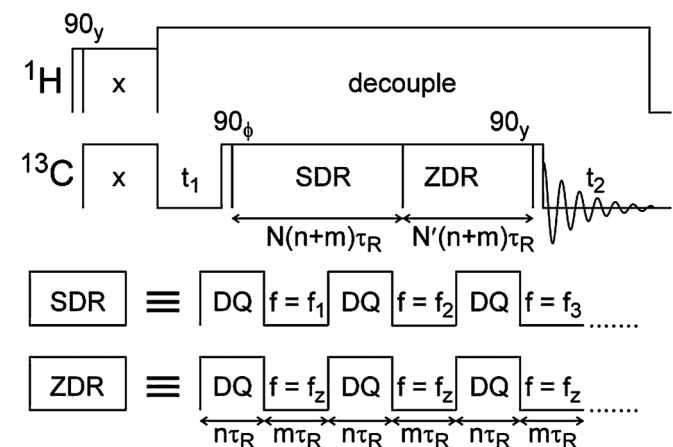 90y
¹H x decouple
90ϕ 90y
¹³C x t₁ SDR ZDR t₂
N(n+m)τR N′(n+m)τR
SDR ≡ DQ f = f₁ DQ f = f₂ DQ f = f₃ .......
ZDR ≡ DQ f = fz DQ f = fz DQ f = fz .......
nτR mτR nτR mτR nτR mτR